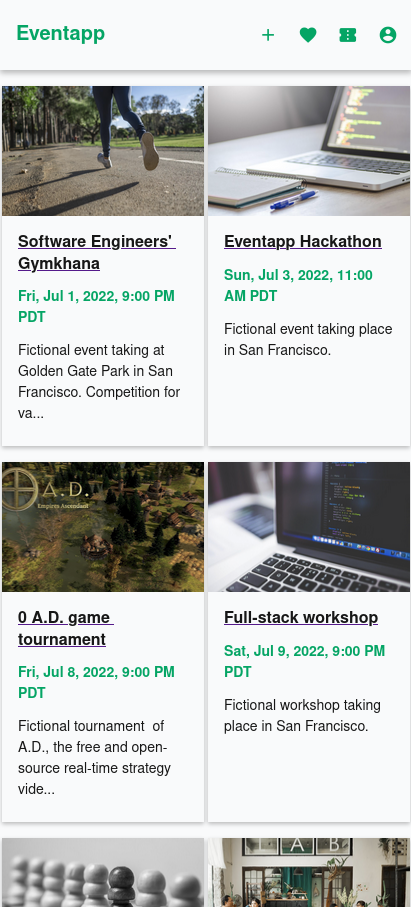 Eventapp
Software Engineers'
Gymkhana
Fri, Jul 1, 2022, 9:00 PM
PDT
Fictional event taking at
Golden Gate Park in San
Francisco. Competition for
va...
Eventapp Hackathon
Sun, Jul 3, 2022, 11:00
AM PDT
Fictional event taking place
in San Francisco.
A.D.
Empires Ascendant
0 A.D. game
tournament
Fri, Jul 8, 2022, 9:00 PM
PDT
Fictional tournament  of
A.D., the free and open-
source real-time strategy
vide...
Full-stack workshop
Sat, Jul 9, 2022, 9:00 PM
PDT
Fictional workshop taking
place in San Francisco.
LAB